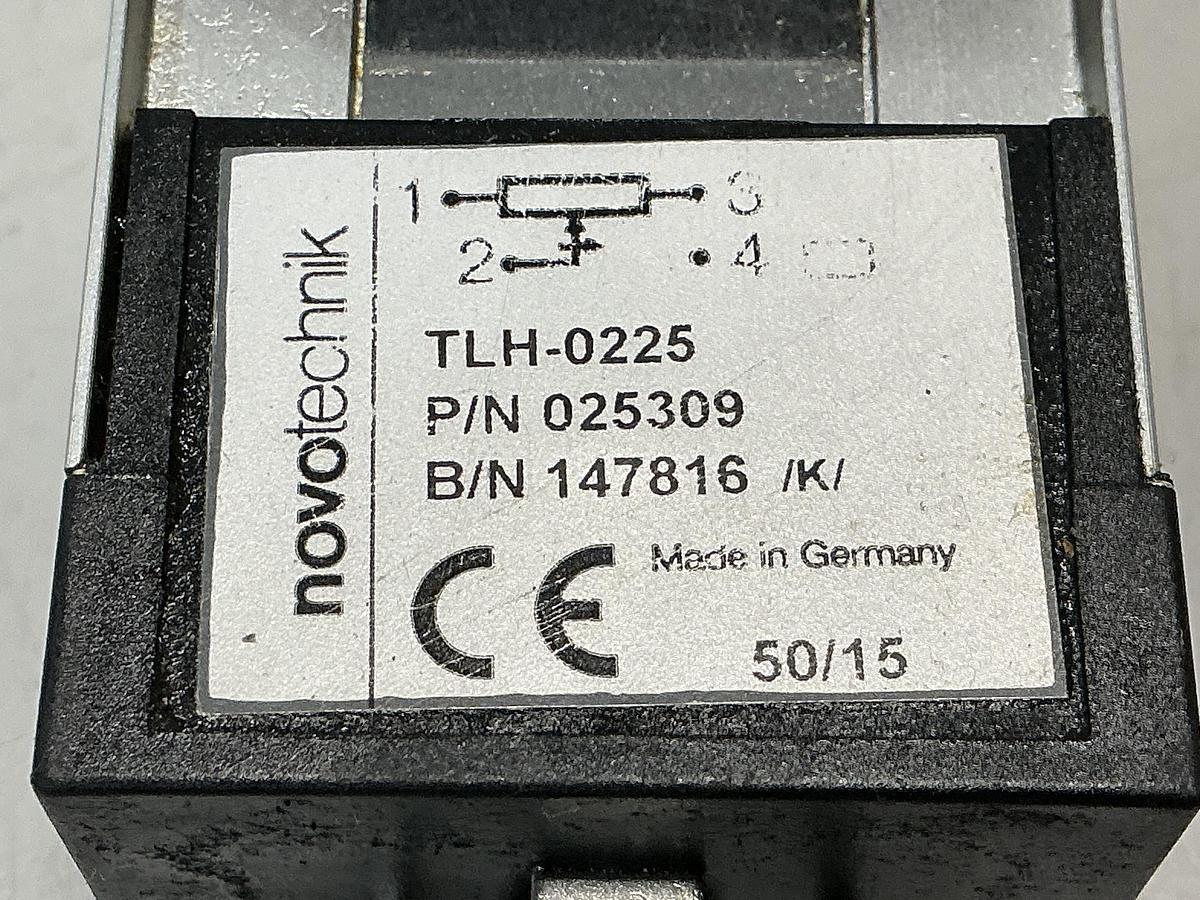 novotechnik
1 3
2 4
TLH-0225
P/N 025309
B/N 147816 /K/
CE Made in Germany
50/15